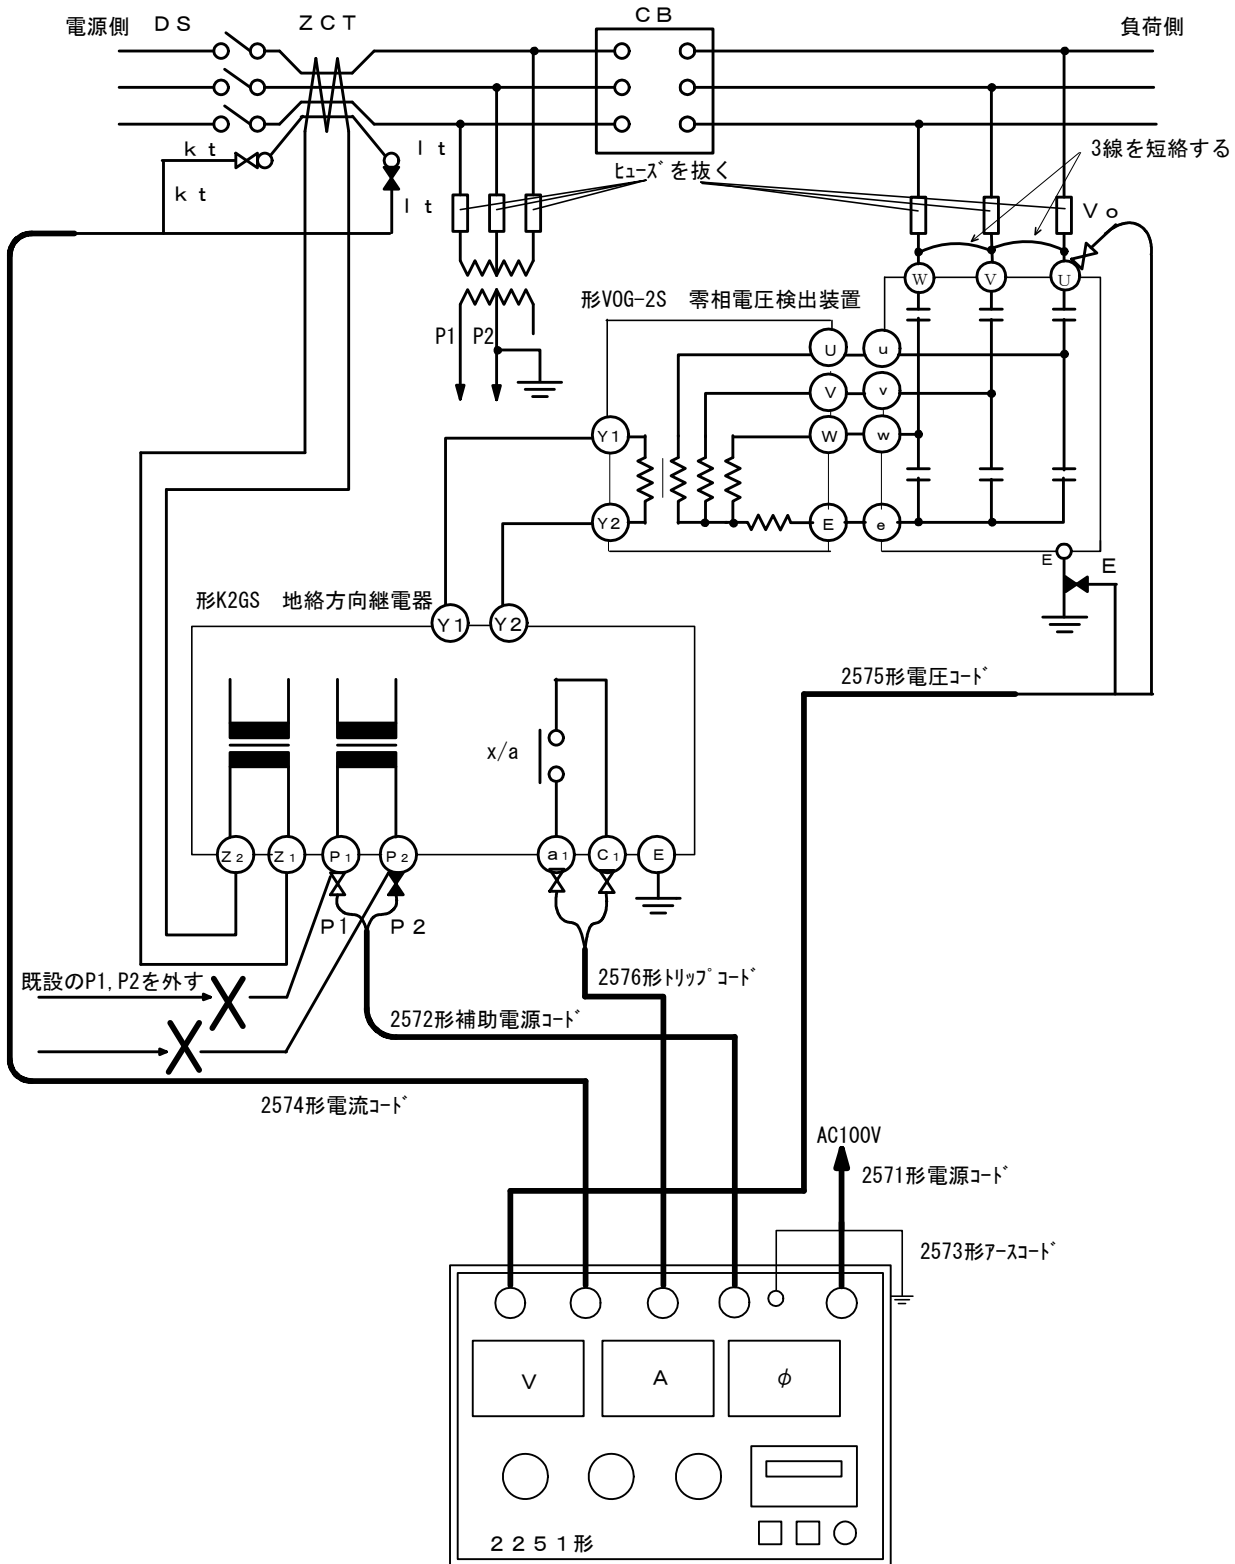 電源側 ＤＳ ＺＣＴ ＣＢ 負荷側
ｋｔ ｌｔ
ｋｔ ｌｔ
ﾋｭｰｽﾞを抜く
3線を短絡する
Ｖｏ
W V U
形VOG-2S 零相電圧検出装置
P1 P2
U u
V v
W w
Y1
Y2
E e
E Ｅ
形K2GS 地絡方向継電器
Y1 Y2
2575形電圧ｺｰﾄﾞ
x/a
Z2 Z1 P1 P2 a1 C1 E
Ｐ１ Ｐ２
既設のP1,P2を外す
2576形ﾄﾘｯﾌﾟｺｰﾄﾞ
2572形補助電源ｺｰﾄﾞ
2574形電流ｺｰﾄﾞ
AC100V
2571形電源ｺｰﾄﾞ
2573形ｱｰｽｺｰﾄﾞ
Ｖ Ａ φ
２２５１形